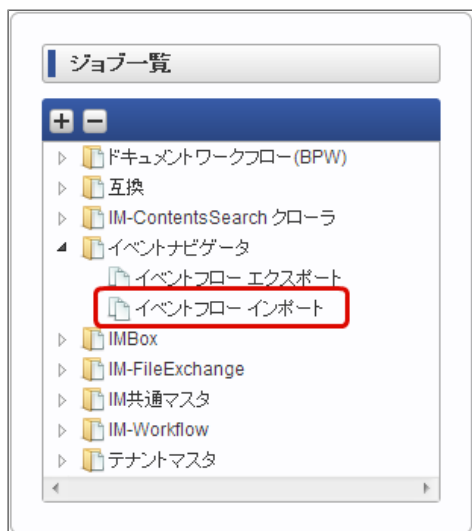 ジョブ一覧
ドキュメントワークフロー(BPW)
互換
IM-ContentsSearch クローラ
イベントナビゲータ
イベントフロー エクスポート
イベントフロー インポート
IMBox
IM-FileExchange
IM共通マスタ
IM-Workflow
テナントマスタ